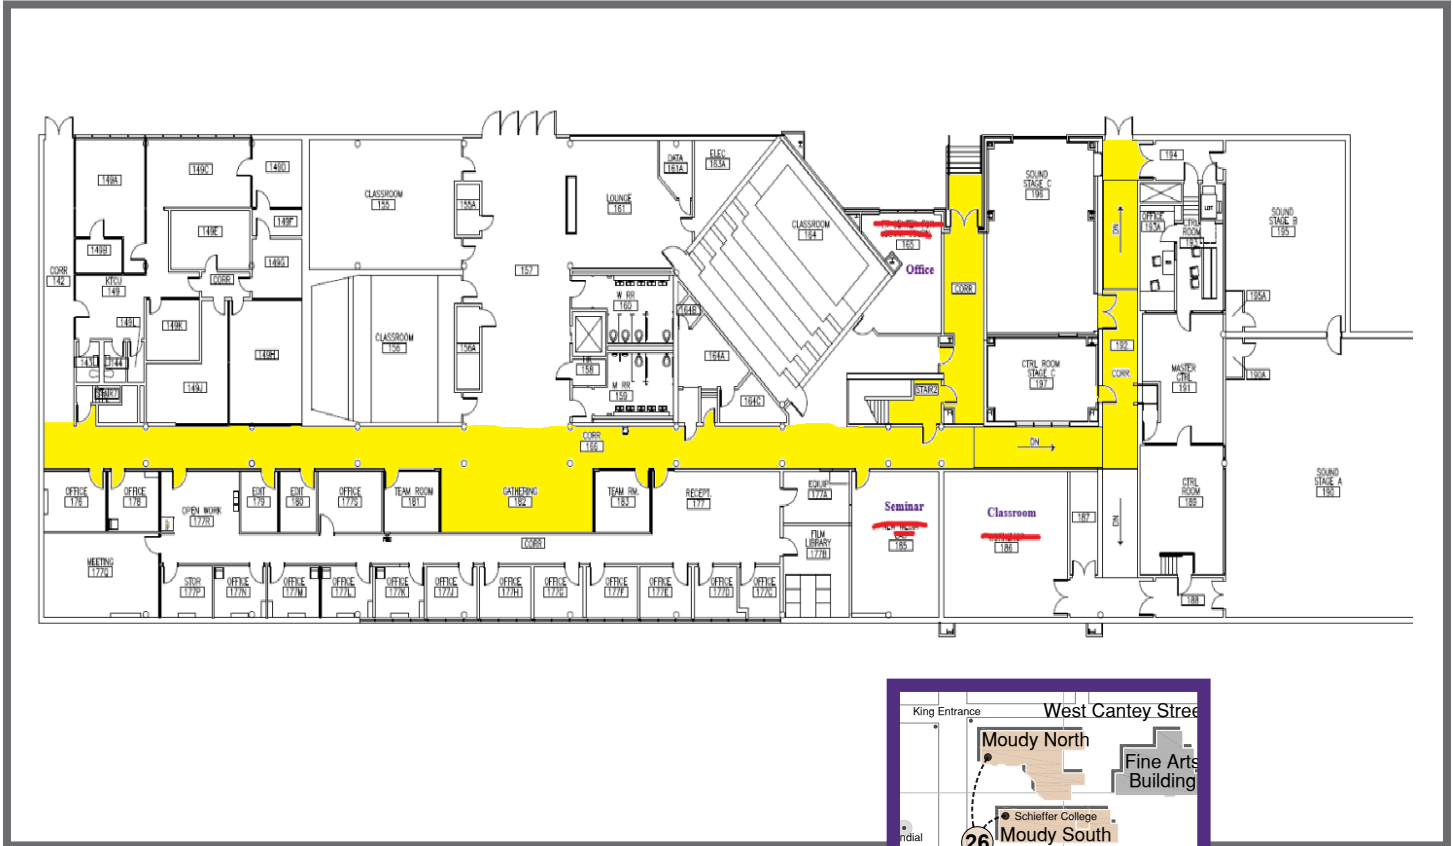 149A
149C
149D
149B
149E
149F
149G
CORR
CORR
142
KTCU
149
149L
149K
149H
149J
143
144
CLASSROOM
155
155A
CLASSROOM
156
156A
157
LOUNGE
161
DATA
161A
ELEC
163A
W RR
160
158
M RR
159
164B
164A
164C
CLASSROOM
164
165
Office
CORR
STAIR2
SOUND
STAGE C
196
CTRL ROOM
STAGE C
197
DN
192
CORR
194
OFFICE
193A
CTRL
ROOM
193
MASTER
CTRL
191
195A
190A
SOUND
STAGE B
195
CORR
166
DN
OFFICE
176
OFFICE
178
OPEN WORK
177R
EDIT
179
EDIT
180
OFFICE
177S
TEAM ROOM
181
GATHERING
182
TEAM RM.
183
RECEPT.
177
EQUIP
177A
FILM
LIBRARY
177B
Seminar
185
Classroom
186
187
DN
CTRL
ROOM
189
188
SOUND
STAGE A
190
CORR
MEETING
177Q
STOR
177P
OFFICE
177N
OFFICE
177M
OFFICE
177L
OFFICE
177K
OFFICE
177J
OFFICE
177H
OFFICE
177G
OFFICE
177F
OFFICE
177E
OFFICE
177D
OFFICE
177C
King Entrance
West Cantey Stree
Moudy North
Fine Arts
Building
Schieffer College
Moudy South
26
ndial